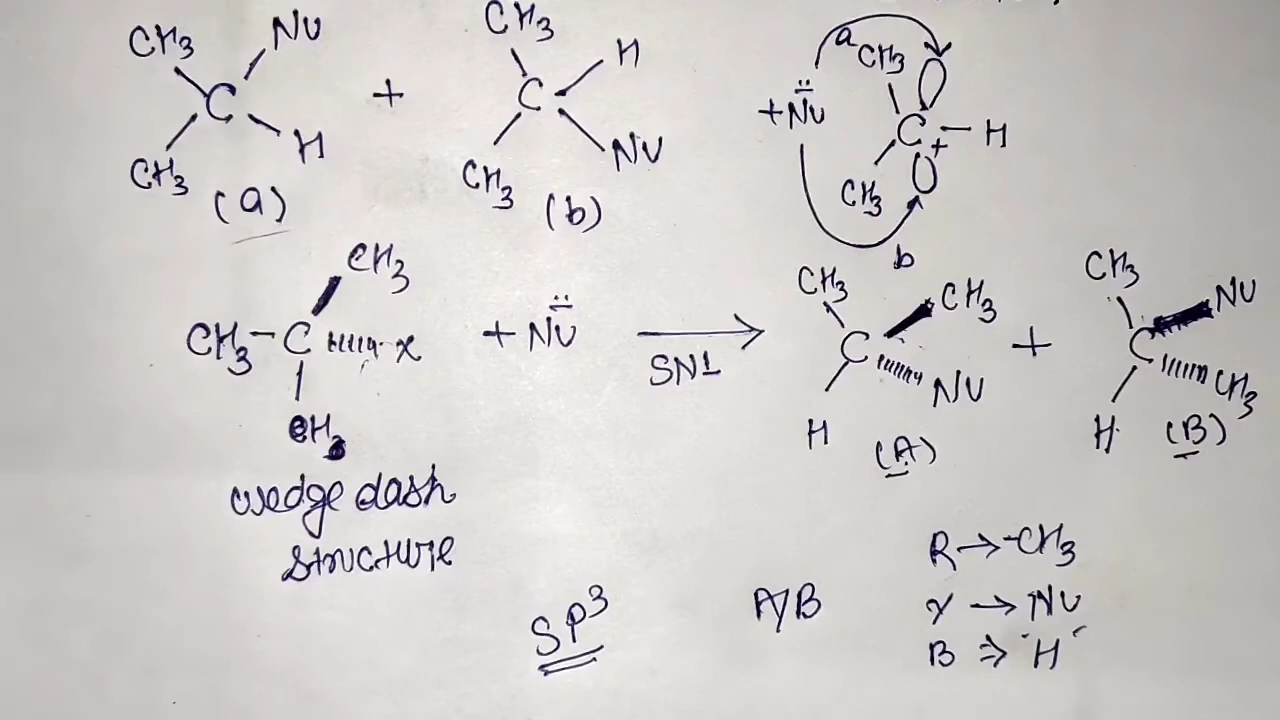 CH3 NU + CH3 H
C C
CH3 H CH3 NU
(a) (b)
+NU a CH3 C + H
CH3 b
CH3
CH3 - C x + NU SN1
CH3
wedge dash
structure
CH3 CH3 + CH3 NU
C C
H NU H CH3
(A) (B)
SP3 A/B
R → -CH3
Y → NU
B ⇒ H